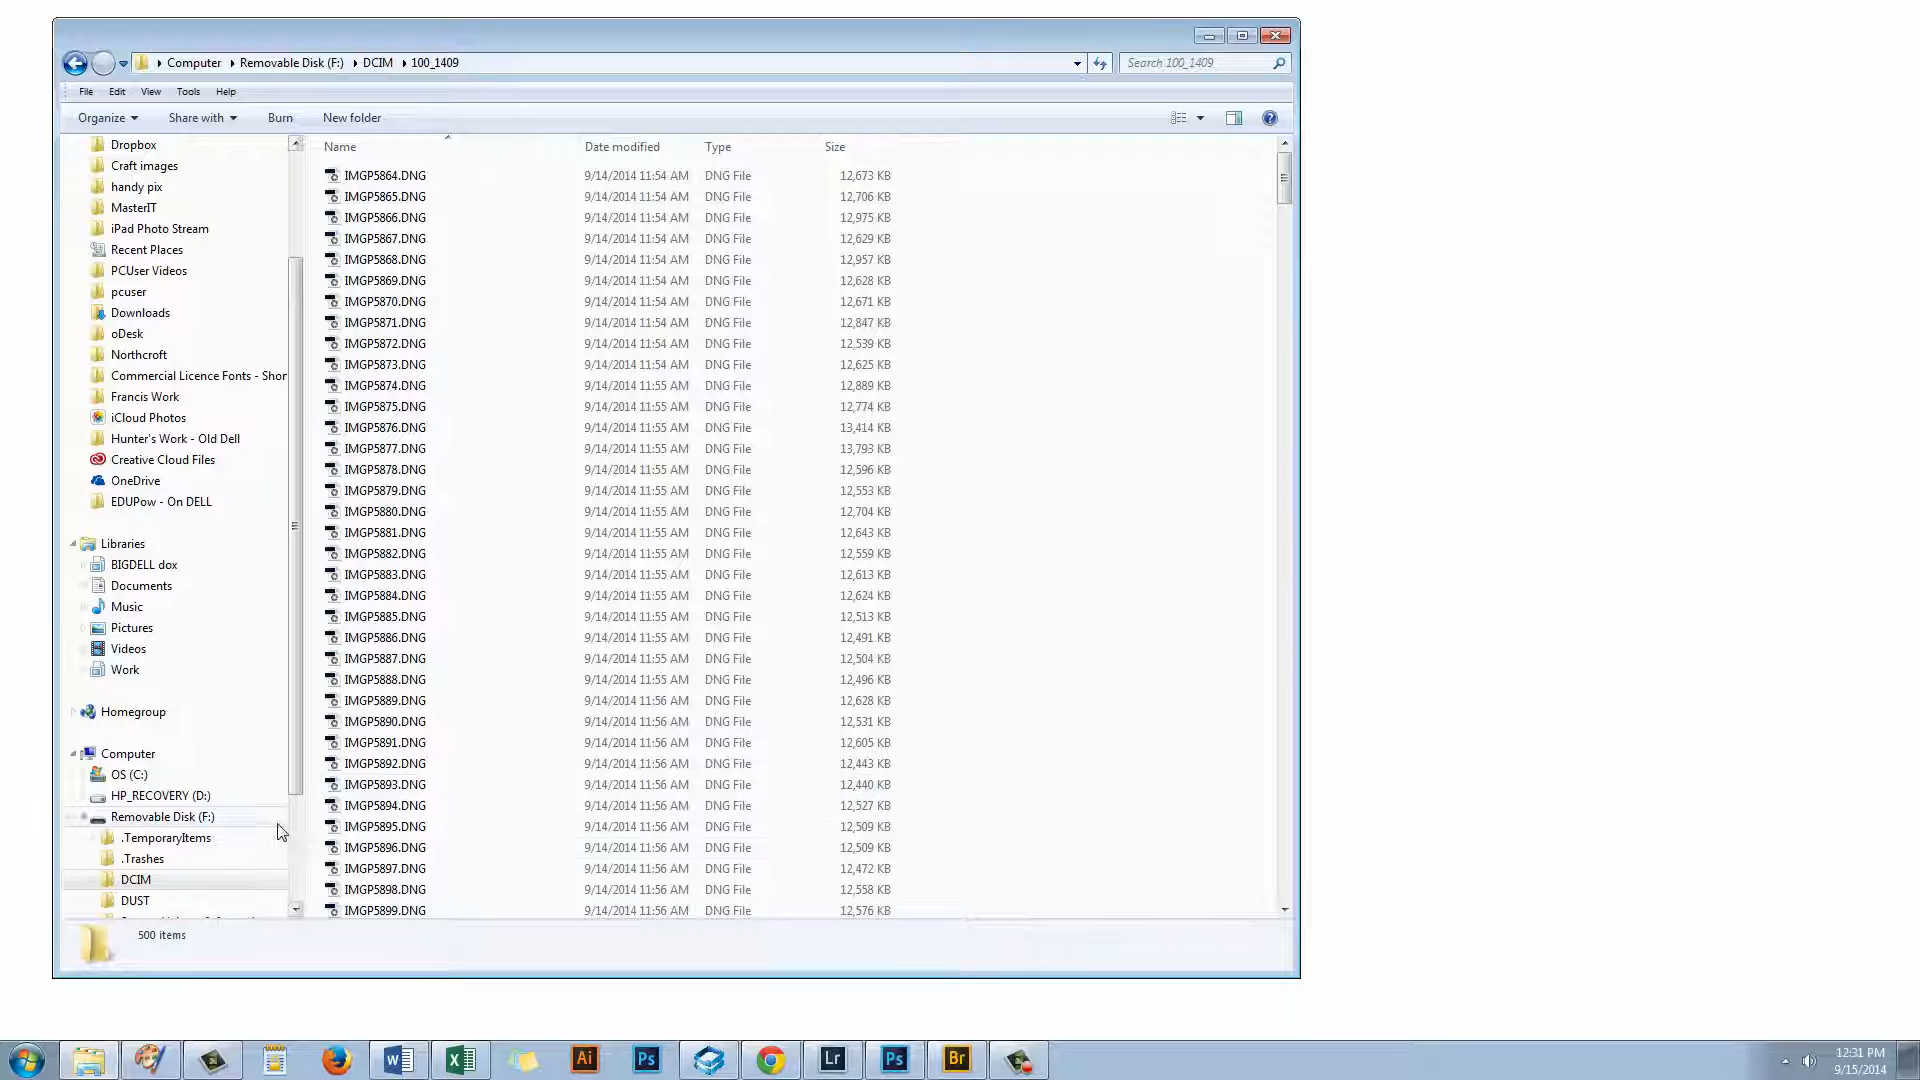 Computer Removable Disk (F:) DCIM 100_1409 Search 100_1409
File Edit View Tools Help
Organize Share with Burn New folder
Name Date modified Type Size
Dropbox
Craft images
handy pix
MasterIT
iPad Photo Stream
Recent Places
PCUser Videos
pcuser
Downloads
oDesk
Northcroft
Commercial Licence Fonts - Shor
Francis Work
iCloud Photos
Hunter's Work - Old Dell
Creative Cloud Files
OneDrive
EDUPow - On DELL
Libraries
BIGDELL dox
Documents
Music
Pictures
Videos
Work
Homegroup
Computer
OS (C:)
HP_RECOVERY (D:)
Removable Disk (F:)
.TemporaryItems
.Trashes
DCIM
DUST
IMGP5864.DNG 9/14/2014 11:54 AM DNG File 12,673 KB
IMGP5865.DNG 9/14/2014 11:54 AM DNG File 12,706 KB
IMGP5866.DNG 9/14/2014 11:54 AM DNG File 12,975 KB
IMGP5867.DNG 9/14/2014 11:54 AM DNG File 12,629 KB
IMGP5868.DNG 9/14/2014 11:54 AM DNG File 12,957 KB
IMGP5869.DNG 9/14/2014 11:54 AM DNG File 12,628 KB
IMGP5870.DNG 9/14/2014 11:54 AM DNG File 12,671 KB
IMGP5871.DNG 9/14/2014 11:54 AM DNG File 12,847 KB
IMGP5872.DNG 9/14/2014 11:54 AM DNG File 12,539 KB
IMGP5873.DNG 9/14/2014 11:54 AM DNG File 12,625 KB
IMGP5874.DNG 9/14/2014 11:55 AM DNG File 12,889 KB
IMGP5875.DNG 9/14/2014 11:55 AM DNG File 12,774 KB
IMGP5876.DNG 9/14/2014 11:55 AM DNG File 13,414 KB
IMGP5877.DNG 9/14/2014 11:55 AM DNG File 13,793 KB
IMGP5878.DNG 9/14/2014 11:55 AM DNG File 12,596 KB
IMGP5879.DNG 9/14/2014 11:55 AM DNG File 12,553 KB
IMGP5880.DNG 9/14/2014 11:55 AM DNG File 12,704 KB
IMGP5881.DNG 9/14/2014 11:55 AM DNG File 12,643 KB
IMGP5882.DNG 9/14/2014 11:55 AM DNG File 12,559 KB
IMGP5883.DNG 9/14/2014 11:55 AM DNG File 12,613 KB
IMGP5884.DNG 9/14/2014 11:55 AM DNG File 12,624 KB
IMGP5885.DNG 9/14/2014 11:55 AM DNG File 12,513 KB
IMGP5886.DNG 9/14/2014 11:55 AM DNG File 12,491 KB
IMGP5887.DNG 9/14/2014 11:55 AM DNG File 12,504 KB
IMGP5888.DNG 9/14/2014 11:55 AM DNG File 12,496 KB
IMGP5889.DNG 9/14/2014 11:56 AM DNG File 12,628 KB
IMGP5890.DNG 9/14/2014 11:56 AM DNG File 12,531 KB
IMGP5891.DNG 9/14/2014 11:56 AM DNG File 12,605 KB
IMGP5892.DNG 9/14/2014 11:56 AM DNG File 12,443 KB
IMGP5893.DNG 9/14/2014 11:56 AM DNG File 12,440 KB
IMGP5894.DNG 9/14/2014 11:56 AM DNG File 12,527 KB
IMGP5895.DNG 9/14/2014 11:56 AM DNG File 12,509 KB
IMGP5896.DNG 9/14/2014 11:56 AM DNG File 12,509 KB
IMGP5897.DNG 9/14/2014 11:56 AM DNG File 12,472 KB
IMGP5898.DNG 9/14/2014 11:56 AM DNG File 12,558 KB
IMGP5899.DNG 9/14/2014 11:56 AM DNG File 12,576 KB
500 items
Ai Ps Lr Ps Br
12:31 PM
9/15/2014